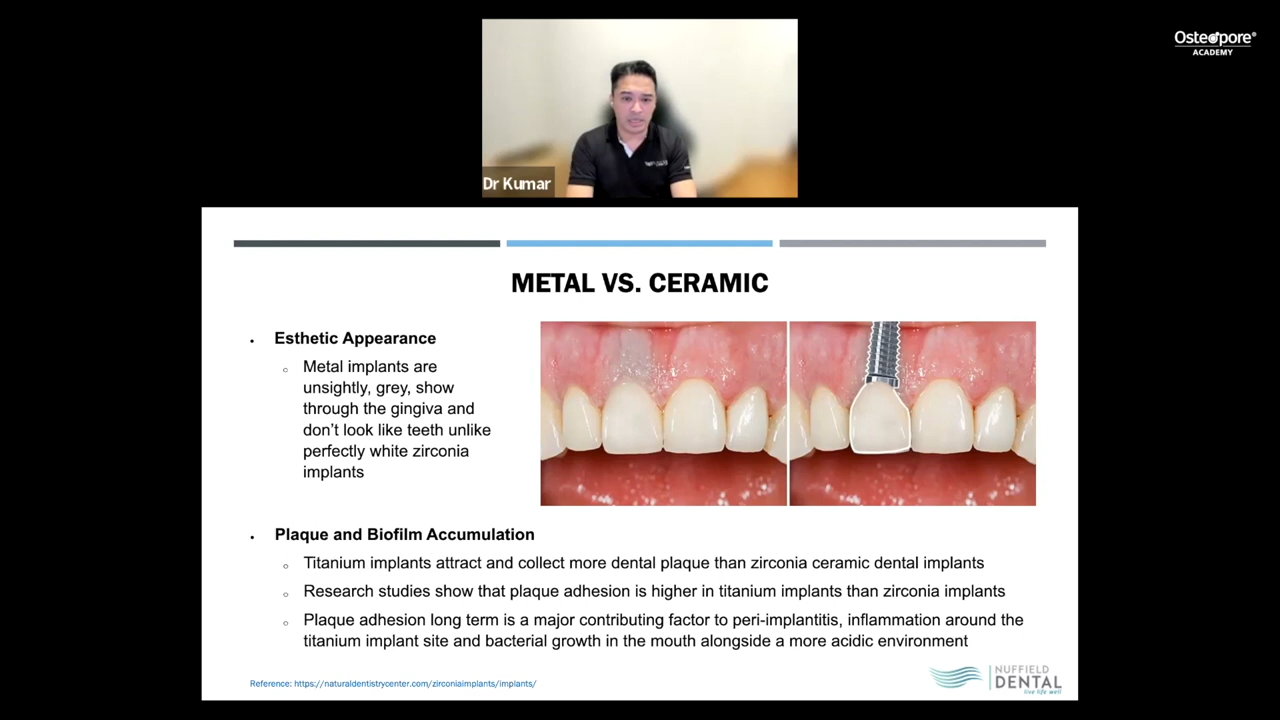 Osteopore®
ACADEMY
Dr Kumar
METAL VS. CERAMIC
• Esthetic Appearance
○ Metal implants are
unsightly, grey, show
through the gingiva and
don’t look like teeth unlike
perfectly white zirconia
implants
• Plaque and Biofilm Accumulation
○ Titanium implants attract and collect more dental plaque than zirconia ceramic dental implants
○ Research studies show that plaque adhesion is higher in titanium implants than zirconia implants
○ Plaque adhesion long term is a major contributing factor to peri-implantitis, inflammation around the
titanium implant site and bacterial growth in the mouth alongside a more acidic environment
Reference: https://naturaldentistrycenter.com/zirconiaimplants/implants/
NUFFIELD
DENTAL
live life well